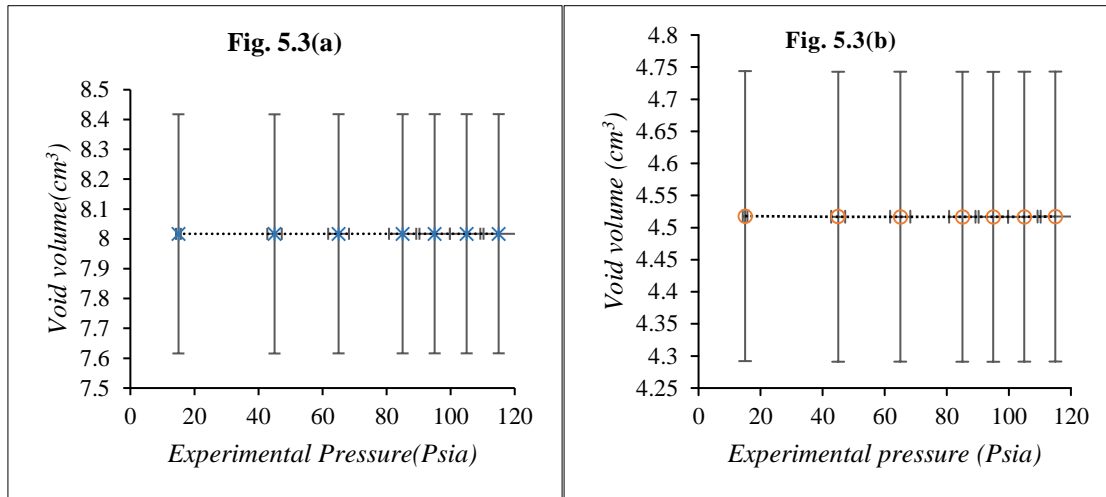 Fig. 5.3(a)
8.5
8.4
8.3
8.2
8.1
8
7.9
7.8
7.7
7.6
7.5
Void volume(cm³)
0 20 40 60 80 100 120
Experimental Pressure(Psia)
Fig. 5.3(b)
4.8
4.75
4.7
4.65
4.6
4.55
4.5
4.45
4.4
4.35
4.3
4.25
Void volume (cm³)
0 20 40 60 80 100 120
Experimental pressure (Psia)